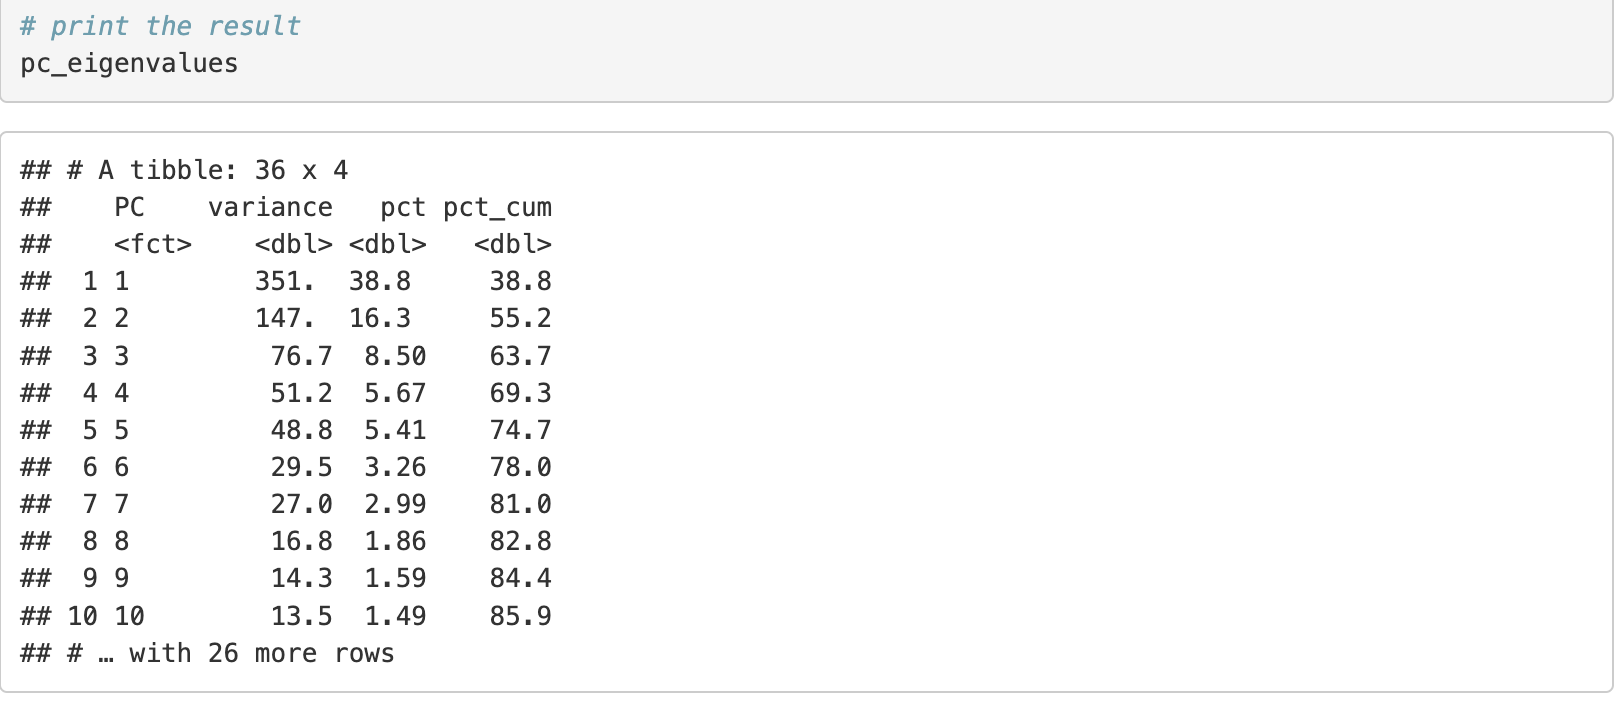 # print the result
pc_eigenvalues
## # A tibble: 36 x 4
##    PC    variance   pct pct_cum
##    <fct>    <dbl> <dbl>   <dbl>
##  1 1        351.  38.8     38.8
##  2 2        147.  16.3     55.2
##  3 3         76.7  8.50    63.7
##  4 4         51.2  5.67    69.3
##  5 5         48.8  5.41    74.7
##  6 6         29.5  3.26    78.0
##  7 7         27.0  2.99    81.0
##  8 8         16.8  1.86    82.8
##  9 9         14.3  1.59    84.4
## 10 10        13.5  1.49    85.9
## # … with 26 more rows